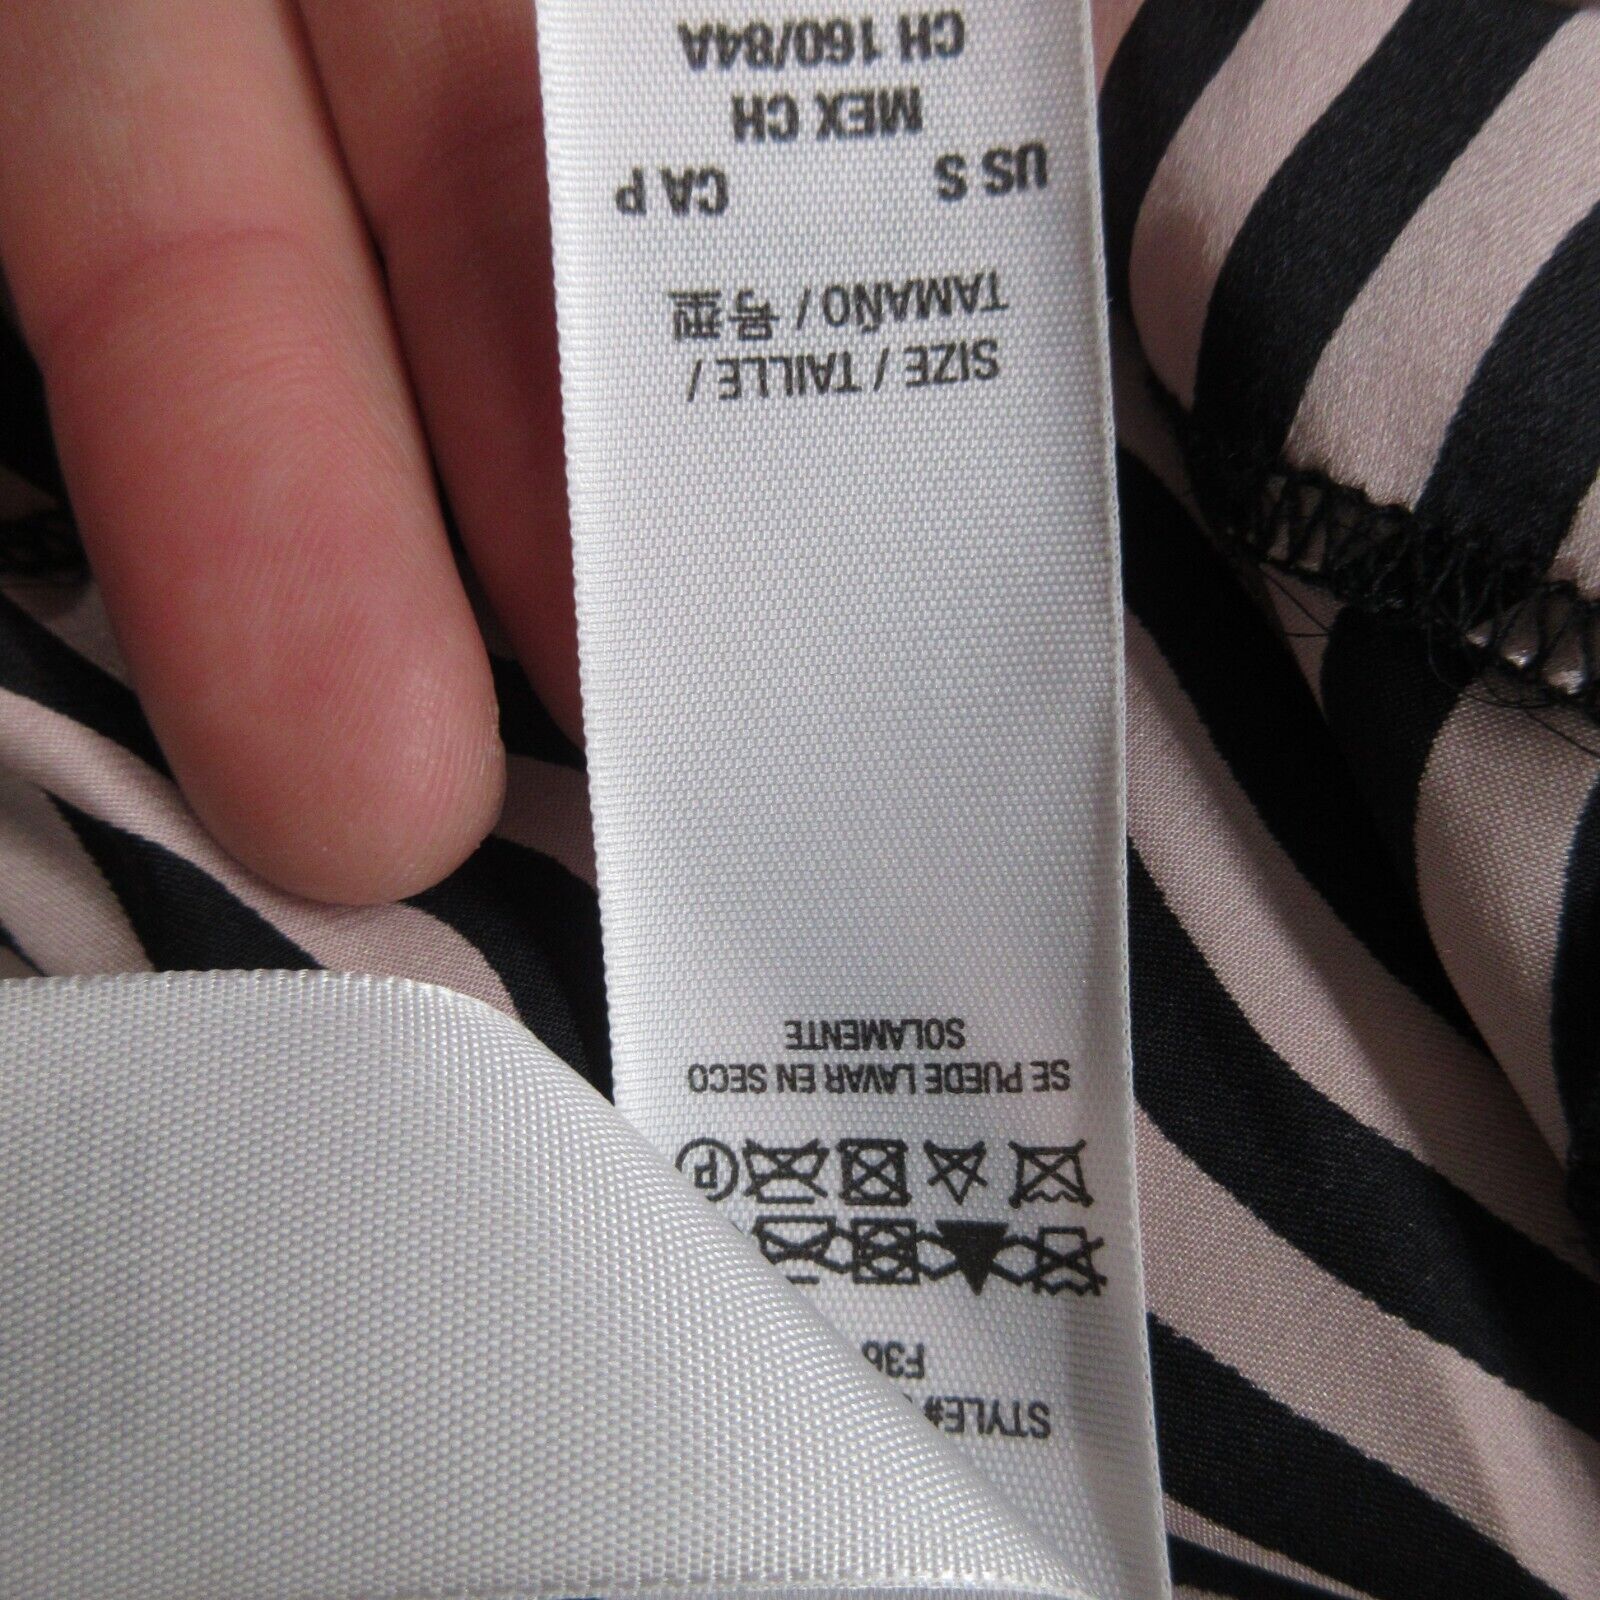 STYLE#
SE PUEDE LAVAR EN SECO
SOLAMENTE
SIZE / TAILLE /
TAMAÑO / 号型
US S CA P
MEX CH
CH 160/84A